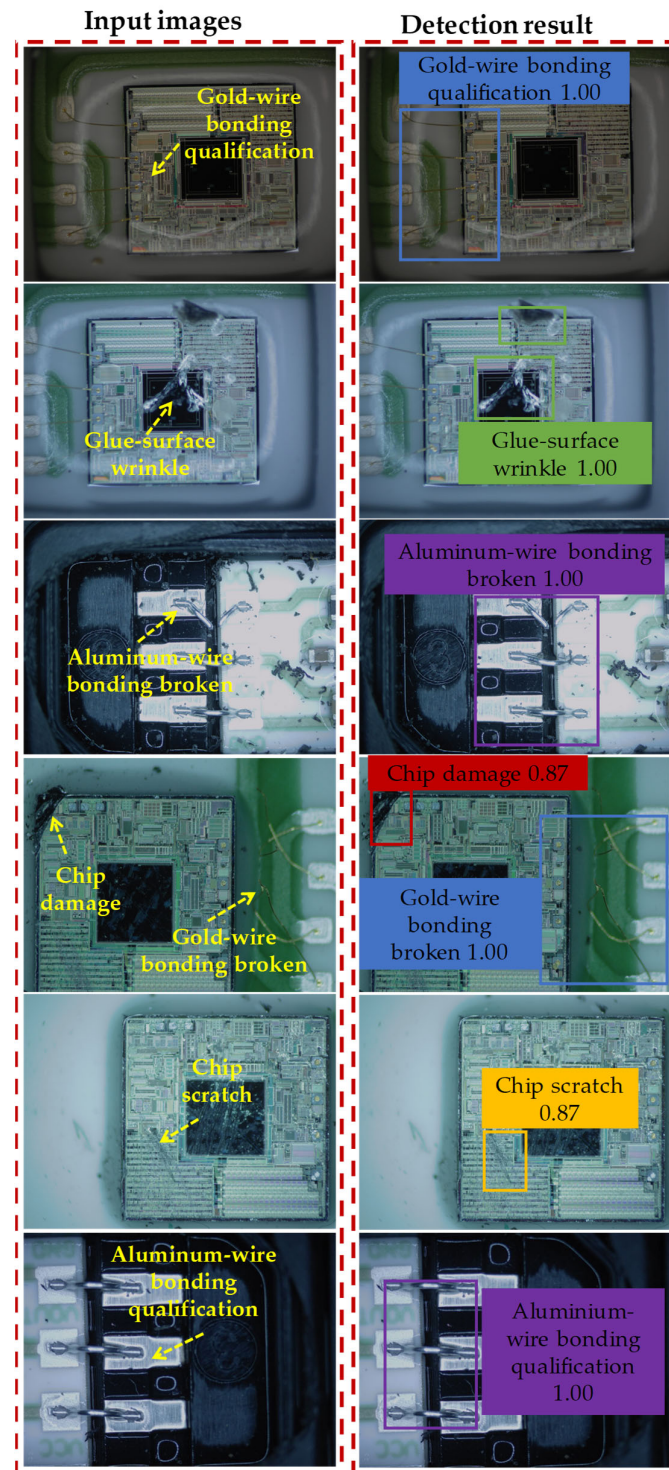 Input images
Detection result
Gold-wire
bonding
qualification
Gold-wire bonding
qualification 1.00
Glue-surface
wrinkle
Glue-surface
wrinkle 1.00
Aluminum-wire
bonding broken
Aluminum-wire bonding
broken 1.00
Chip
damage
Gold-wire
bonding broken
Chip damage 0.87
Gold-wire
bonding
broken 1.00
Chip
scratch
Chip scratch
0.87
Aluminum-wire
bonding
qualification
Aluminium-
wire bonding
qualification
1.00